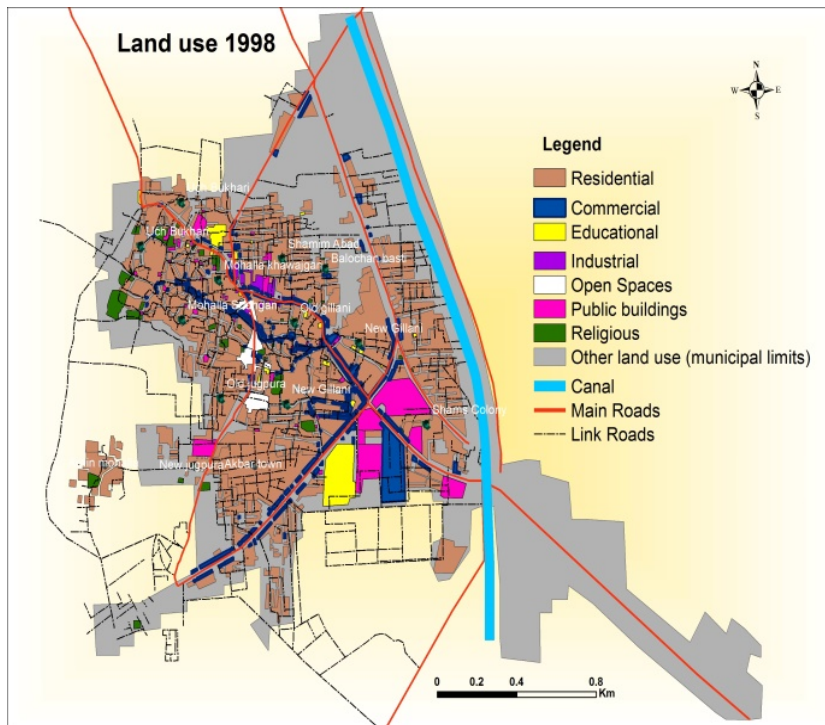 Land use 1998
N
W
E
S
Legend
Residential
Commercial
Educational
Industrial
Open Spaces
Public buildings
Religious
Other land use (municipal limits)
Canal
Main Roads
Link Roads
Bukhari
Uch Bukhari
Shamim Abad
Balochan basti
Mohalla khawajgan
Mohalla
Old gillani
New Gillani
Old jugpura
New Gillani
Shams Colony
New jugpura
Akbar town
0 0.2 0.4 0.8
Km